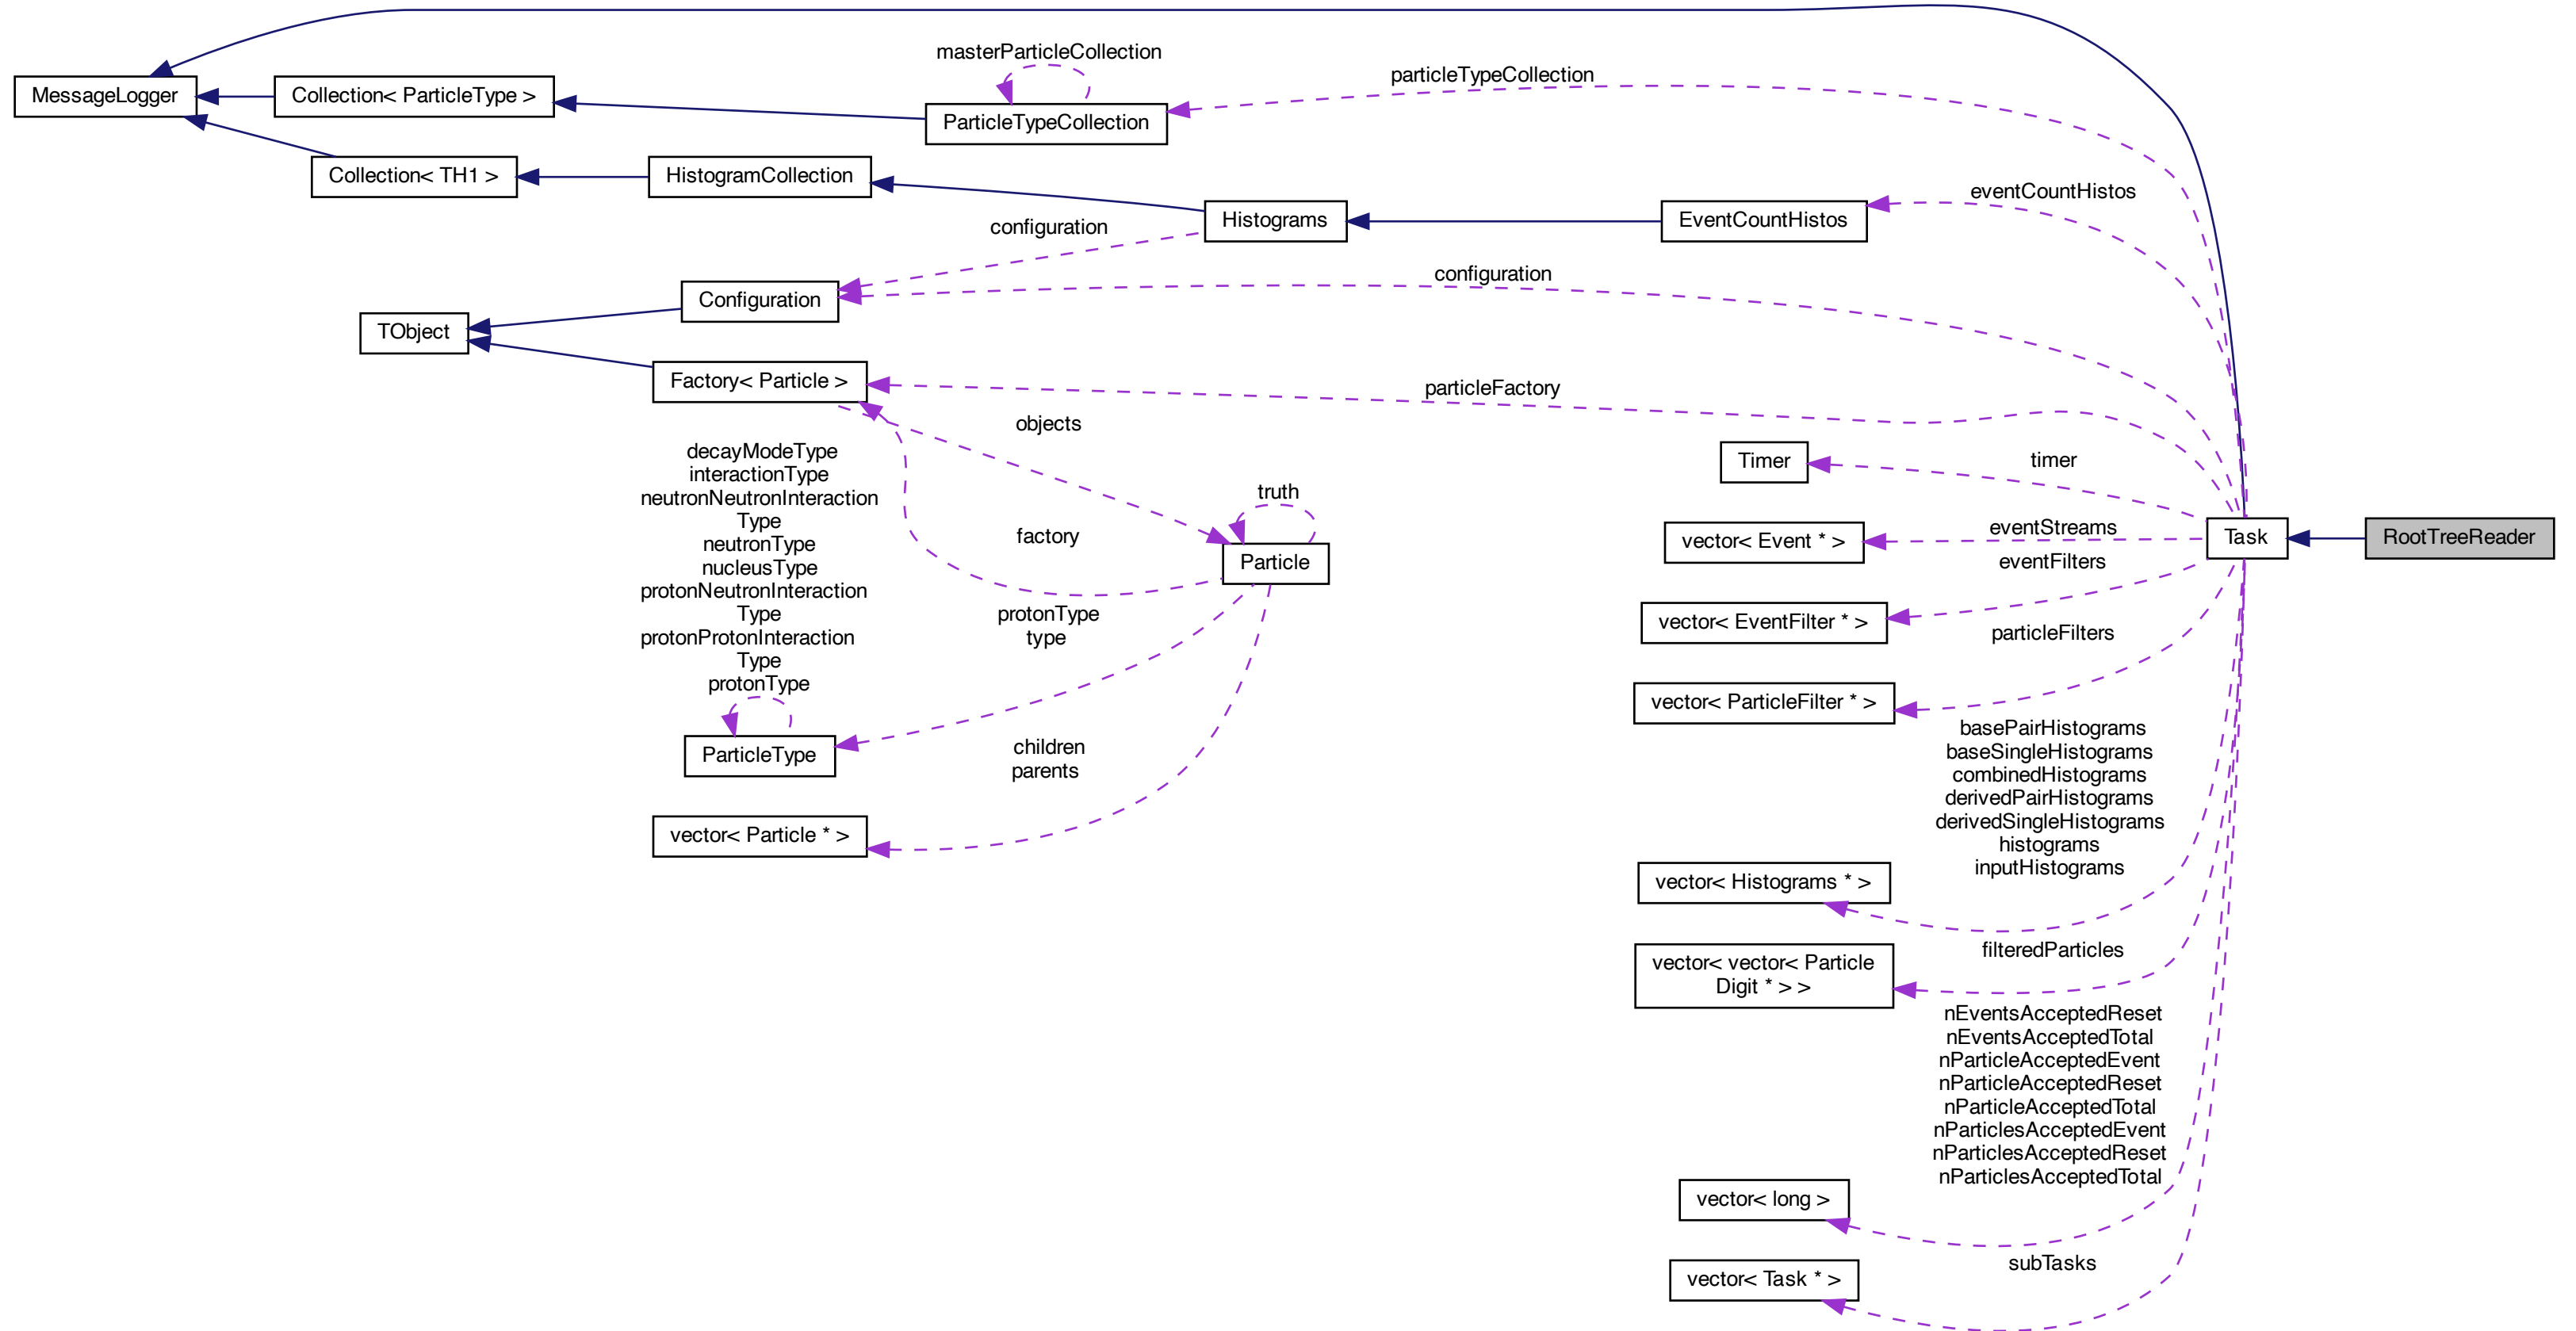 masterParticleCollection
particleTypeCollection
MessageLogger
Collection< ParticleType >
ParticleTypeCollection
Collection< TH1 >
HistogramCollection
eventCountHistos
Histograms
EventCountHistos
configuration
configuration
Configuration
TObject
Factory< Particle >
particleFactory
objects
decayModeType
interactionType
neutronNeutronInteraction
Type
neutronType
nucleusType
protonNeutronInteraction
Type
protonProtonInteraction
Type
protonType
truth
factory
Particle
protonType
type
ParticleType
children
parents
vector< Particle * >
Timer
timer
vector< Event * >
eventStreams
Task
RootTreeReader
eventFilters
vector< EventFilter * >
particleFilters
vector< ParticleFilter * >
basePairHistograms
baseSingleHistograms
combinedHistograms
derivedPairHistograms
derivedSingleHistograms
histograms
inputHistograms
vector< Histograms * >
filteredParticles
vector< vector< Particle
Digit * > >
nEventsAcceptedReset
nEventsAcceptedTotal
nParticleAcceptedEvent
nParticleAcceptedReset
nParticleAcceptedTotal
nParticlesAcceptedEvent
nParticlesAcceptedReset
nParticlesAcceptedTotal
vector< long >
subTasks
vector< Task * >